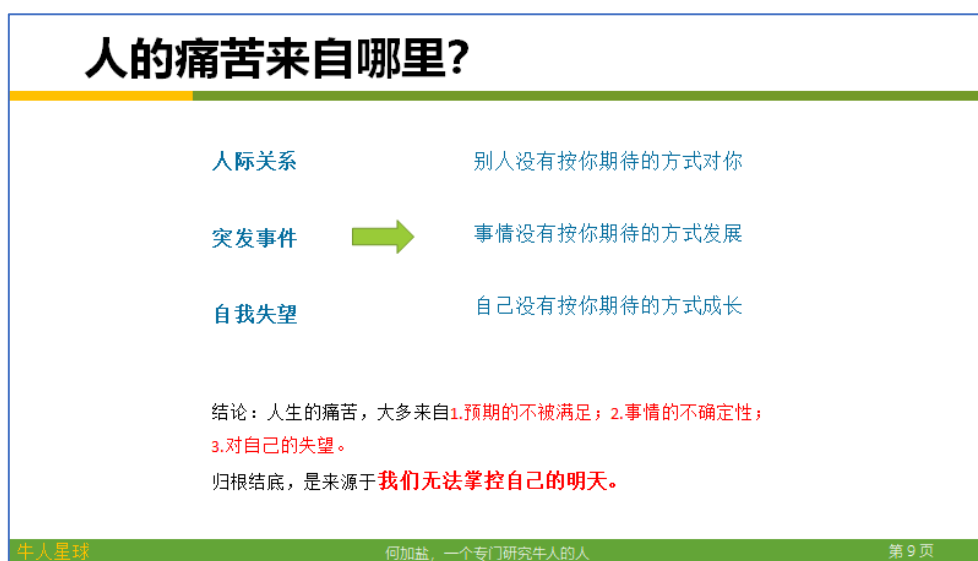 人的痛苦来自哪里？
人际关系 别人没有按你期待的方式对你
突发事件 事情没有按你期待的方式发展
自我失望 自己没有按你期待的方式成长
结论：人生的痛苦，大多来自1.预期的不被满足；2.事情的不确定性；
3.对自己的失望。
归根结底，是来源于我们无法掌控自己的明天。
牛人星球 何加盐，一个专门研究牛人的人 第9页